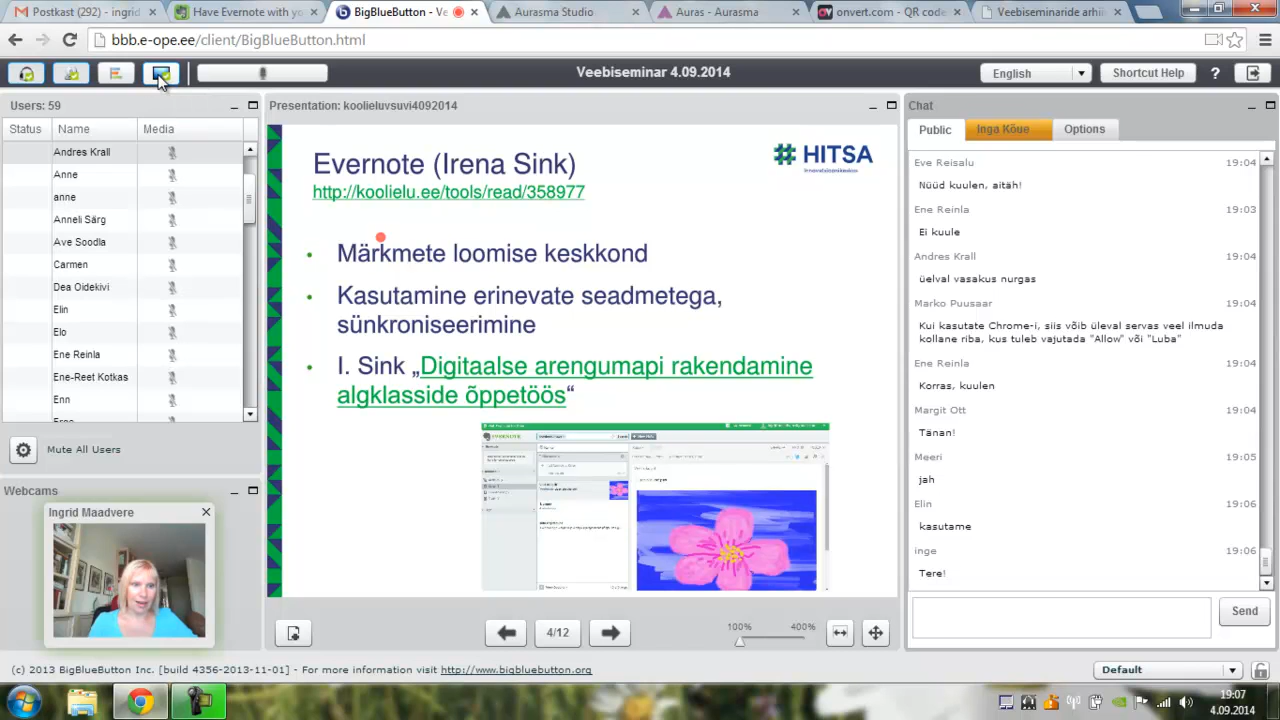 Postkast (292) - ingrid
Have Evernote with yo
BigBlueButton - Ve
Aurasma Studio
Auras - Aurasma
onvert.com - QR code
Veebiseminaride arhi
bbb.e-ope.ee/client/BigBlueButton.html
Veebiseminar 4.09.2014
English
Shortcut Help
?
Users: 59
Status Name Media
Andres Krall
Anne
anne
Anneli Särg
Ave Soodla
Carmen
Dea Oidekivi
Elin
Elo
Ene Reinla
Ene-Reet Kotkas
Enn
Mute All Users
Webcams
Ingrid Maadvere
Presentation: koolieluvsuvi4092014
Evernote (Irena Sink)
http://koolielu.ee/tools/read/358977
HITSA
• Märkmete loomise keskkond
• Kasutamine erinevate seadmetega,
sünkroniseerimine
• I. Sink „Digitaalse arengumapi rakendamine
algklasside õppetöös“
EVERNOTE
4/12
100% 400%
Chat
Public
Inga Kõue
Options
Eve Reisalu 19:04
Nüüd kuulen, aitäh!
Ene Reinla 19:03
Ei kuule
Andres Krall 19:04
üelval vasakus nurgas
Marko Puusaar 19:04
Kui kasutate Chrome-i, siis võib üleval servas veel ilmuda
kollane riba, kus tuleb vajutada "Allow" või "Luba"
Ene Reinla 19:04
Korras, kuulen
Margit Ott 19:04
Tänan!
Meeri 19:05
jah
Elin 19:06
kasutame
inge 19:06
Tere!
Send
(c) 2013 BigBlueButton Inc. [build 4356-2013-11-01] - For more information visit http://www.bigbluebutton.org
Default
19:07
4.09.2014